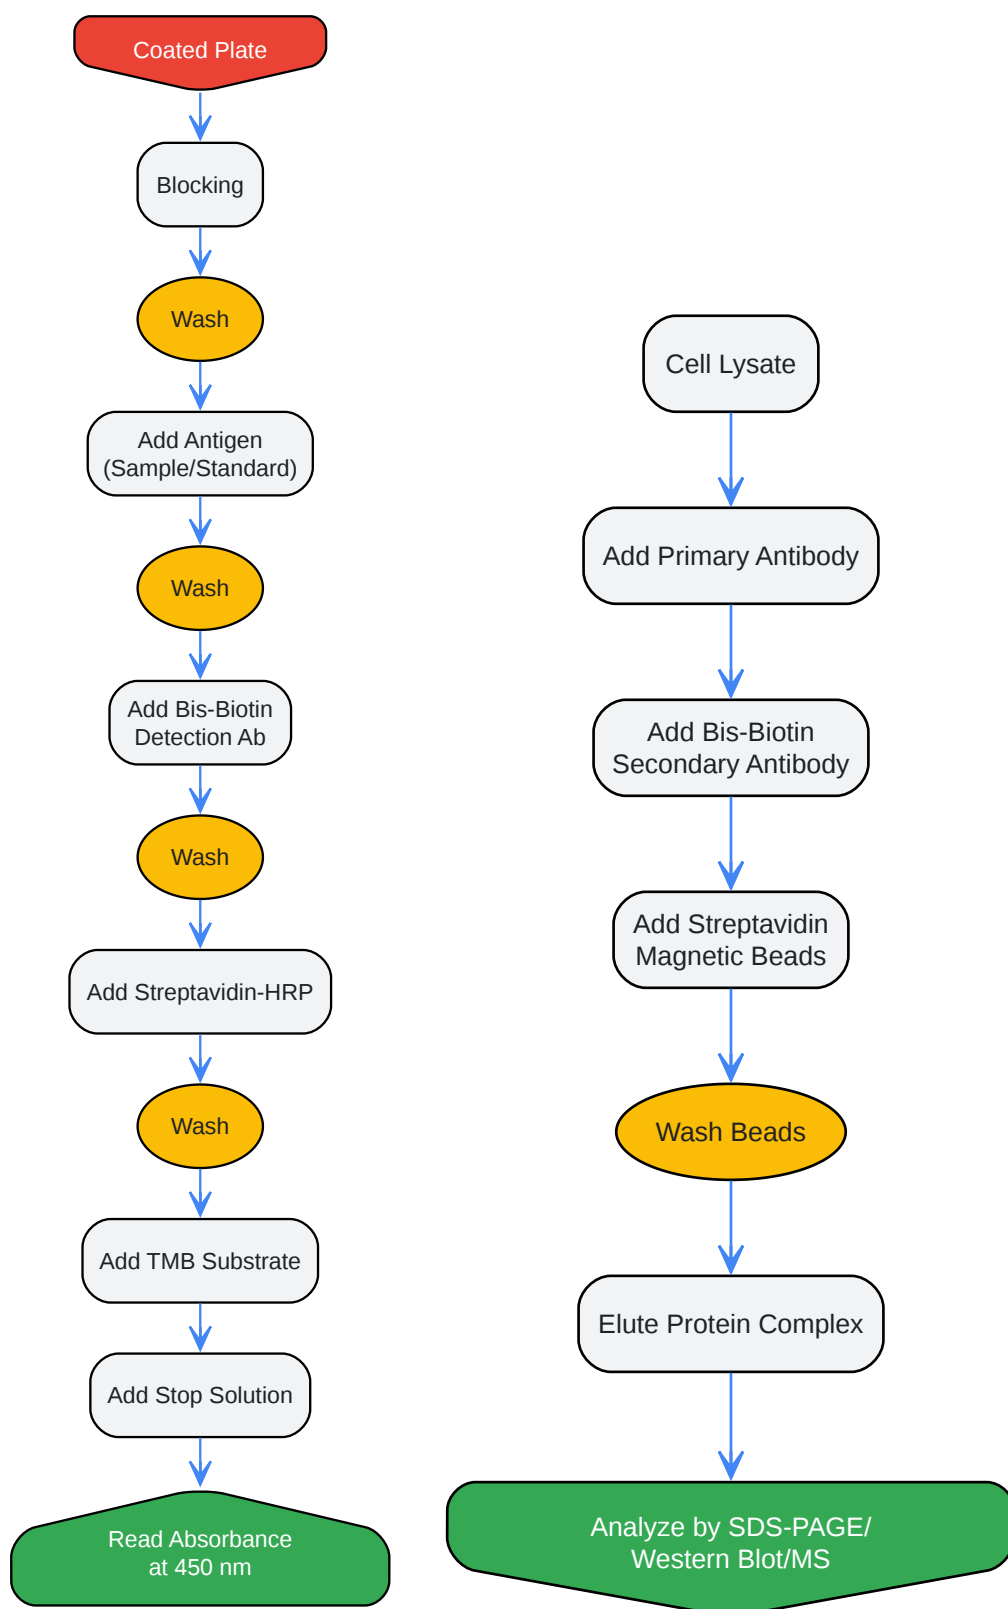 Coated Plate
Blocking
Wash
Add Antigen
(Sample/Standard)
Wash
Add Bis-Biotin
Detection Ab
Wash
Add Streptavidin-HRP
Wash
Add TMB Substrate
Add Stop Solution
Read Absorbance
at 450 nm
Cell Lysate
Add Primary Antibody
Add Bis-Biotin
Secondary Antibody
Add Streptavidin
Magnetic Beads
Wash Beads
Elute Protein Complex
Analyze by SDS-PAGE/
Western Blot/MS